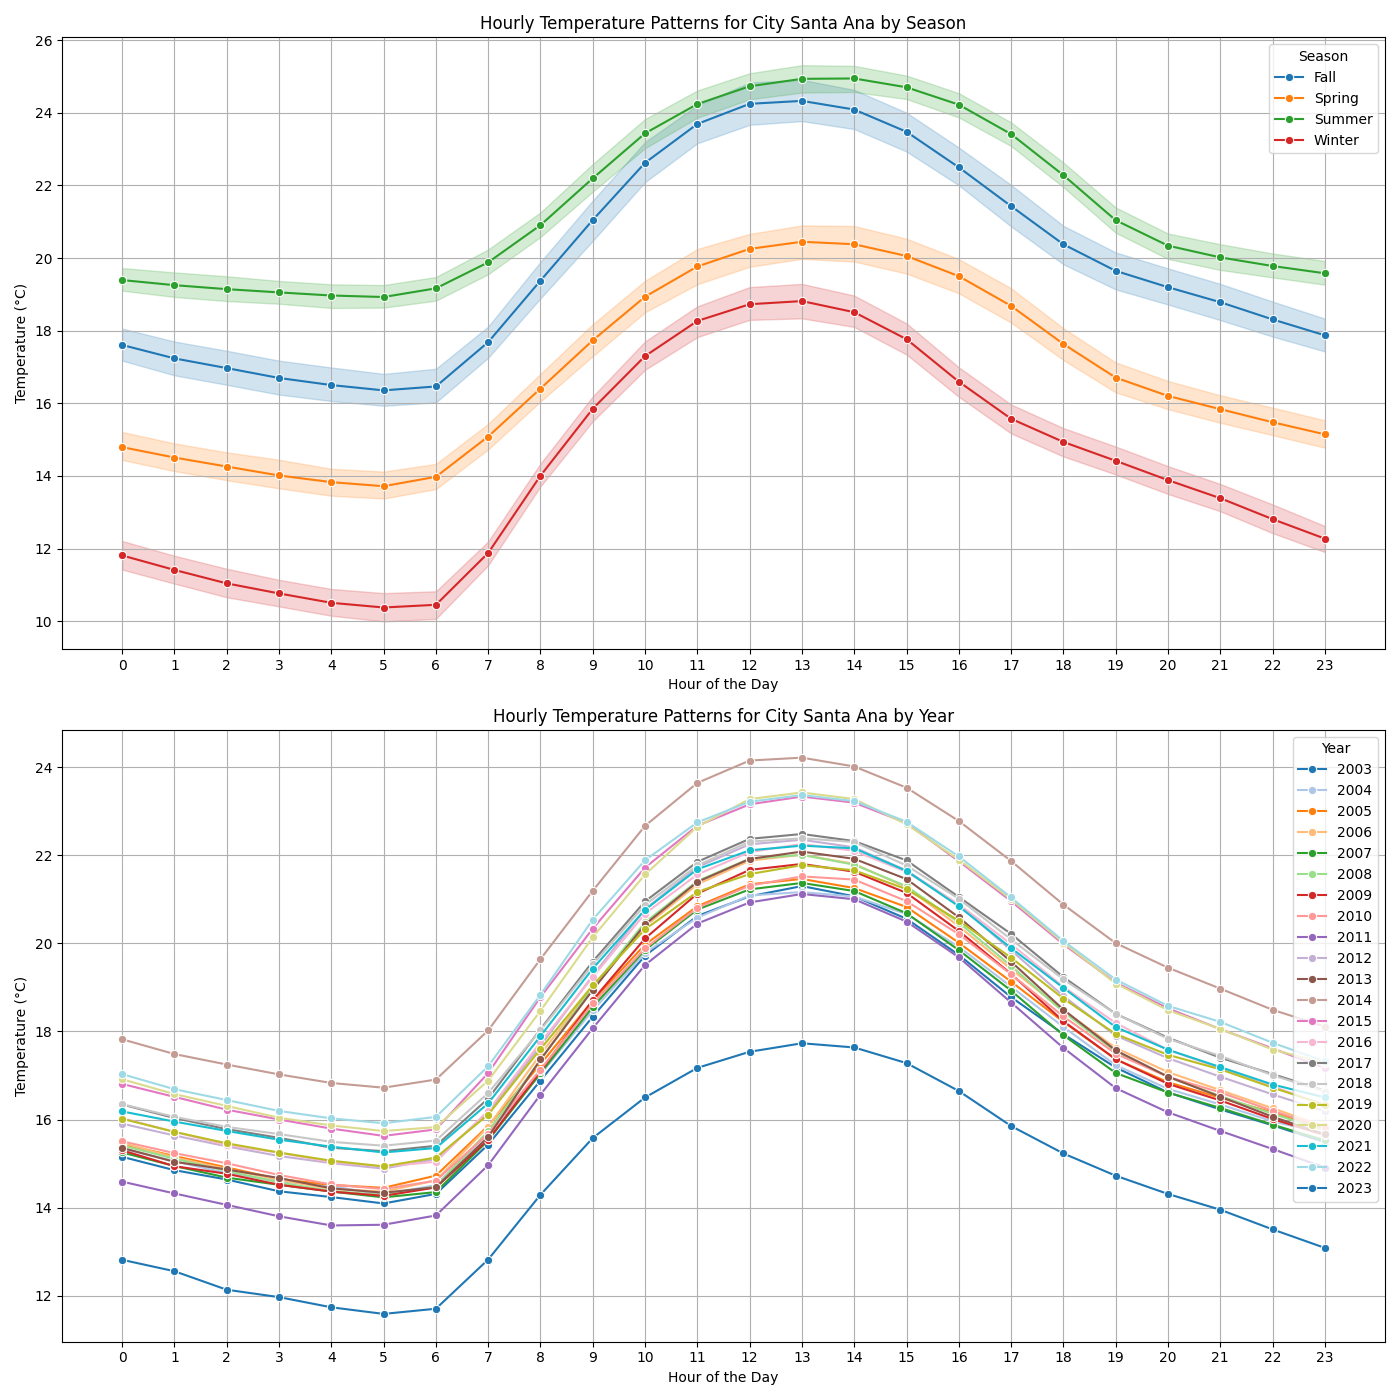 Hourly Temperature Patterns for City Santa Ana by Season
26
24
22
20
18
16
14
12
10
Temperature (°C)
Season
Fall
Spring
Summer
Winter
0 1 2 3 4 5 6 7 8 9 10 11 12 13 14 15 16 17 18 19 20 21 22 23
Hour of the Day
Hourly Temperature Patterns for City Santa Ana by Year
24
22
20
18
16
14
12
Temperature (°C)
Year
2003
2004
2005
2006
2007
2008
2009
2010
2011
2012
2013
2014
2015
2016
2017
2018
2019
2020
2021
2022
2023
0 1 2 3 4 5 6 7 8 9 10 11 12 13 14 15 16 17 18 19 20 21 22 23
Hour of the Day